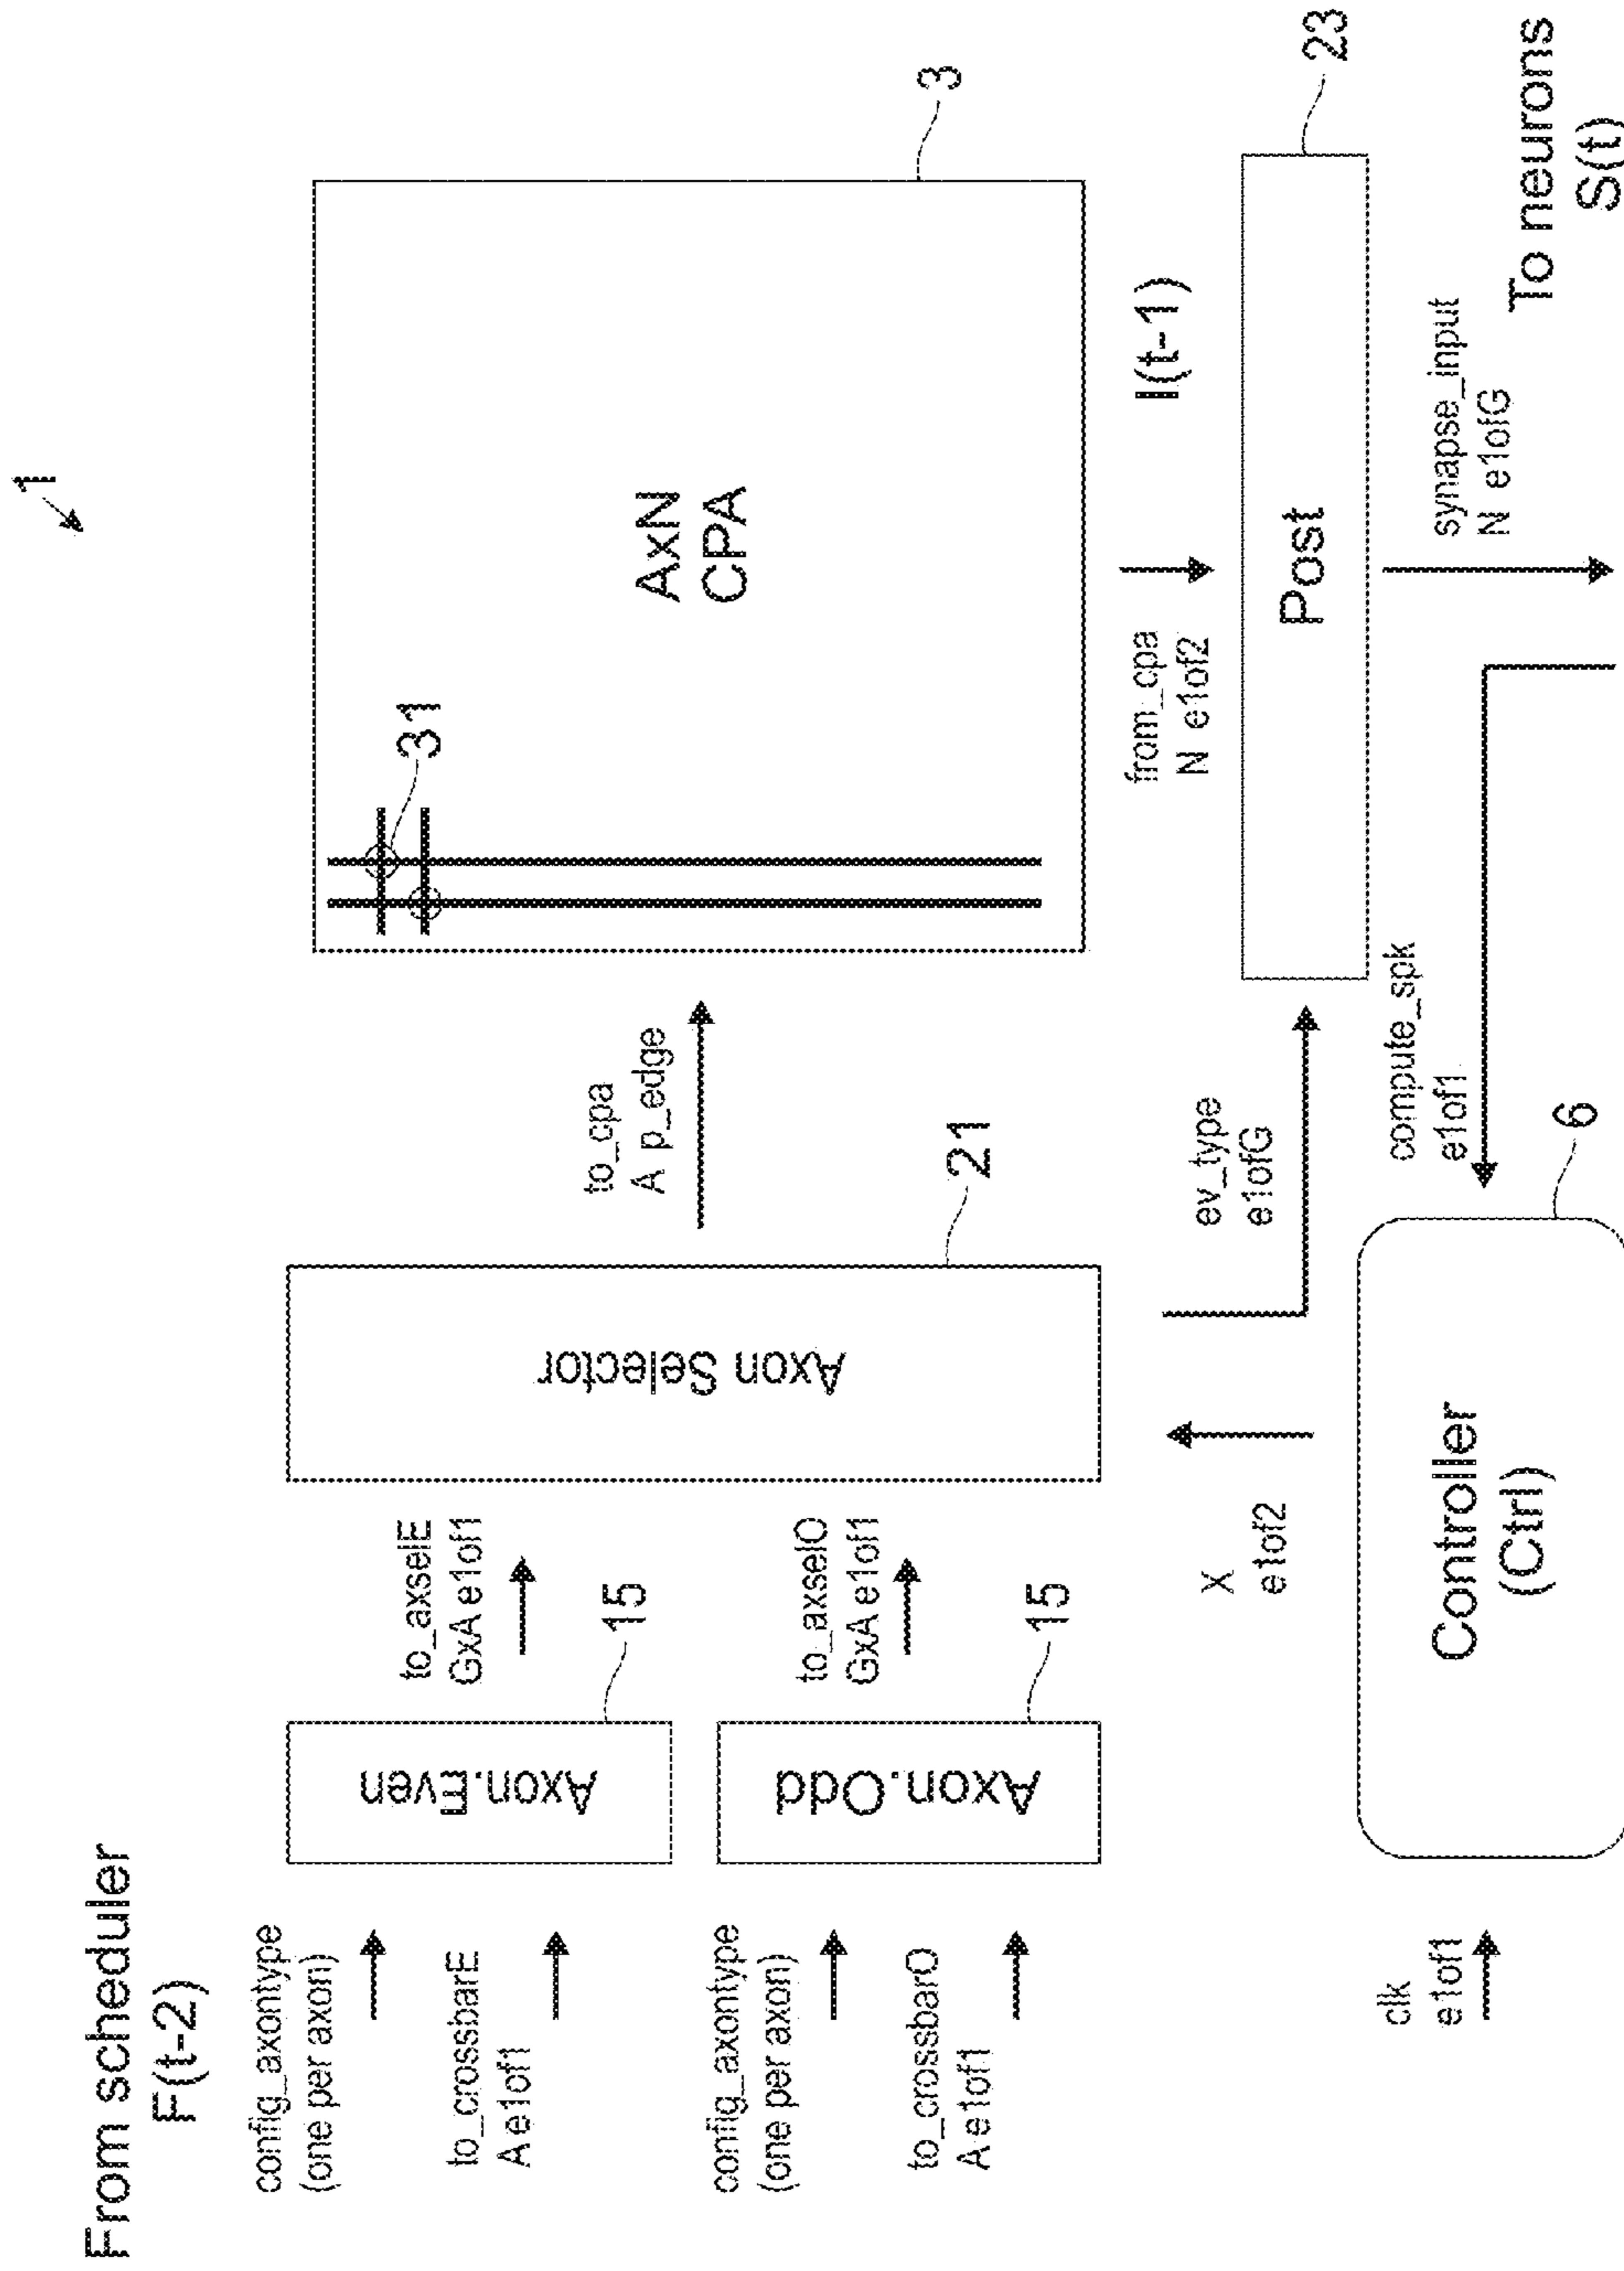 1
From scheduler
F(t-2)
config_axontype
(one per axon)
to_crossbarE
A e1of1
config_axontype
(one per axon)
to_crossbarO
A e1of1
clk
e1of1
Axon.Even
15
Axon.Odd
15
to_axselE
GxA e1of1
to_axselO
GxA e1of1
X
e1of2
Controller
(Ctrl)
6
Axon Selector
21
to_cpa
A p_edge
ev_type
e1ofG
compute_spk
e1of1
31
AxN
CPA
3
from_cpa
N e1of2
I(t-1)
Post
23
synapse_input
N e1ofG
To neurons
S(t)